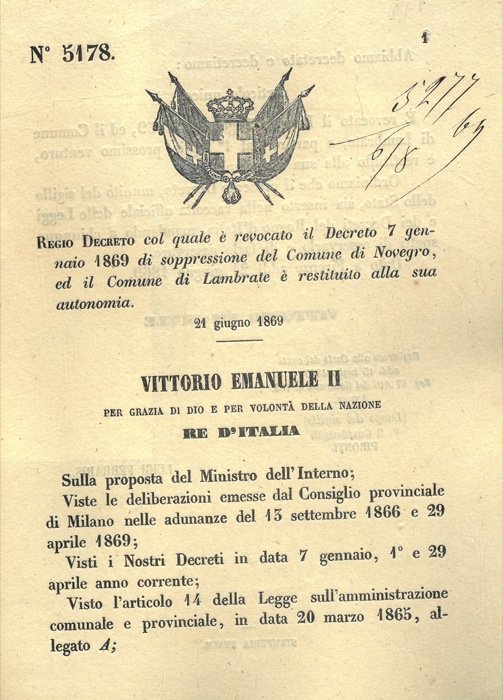 N° 5178.
1
5277
6/8 69
REGIO DECRETO col quale è revocato il Decreto 7 gen-
naio 1869 di soppressione del Comune di Novegro,
ed il Comune di Lambrate è restituito alla sua
autonomia.
21 giugno 1869
VITTORIO EMANUELE II
PER GRAZIA DI DIO E PER VOLONTÀ DELLA NAZIONE
RE D'ITALIA
Sulla proposta del Ministro dell'Interno;
Viste le deliberazioni emesse dal Consiglio provinciale
di Milano nelle adunanze del 13 settembre 1866 e 29
aprile 1869;
Visti i Nostri Decreti in data 7 gennaio, 1° e 29
aprile anno corrente;
Visto l'articolo 14 della Legge sull'amministrazione
comunale e provinciale, in data 20 marzo 1865, al-
legato A;